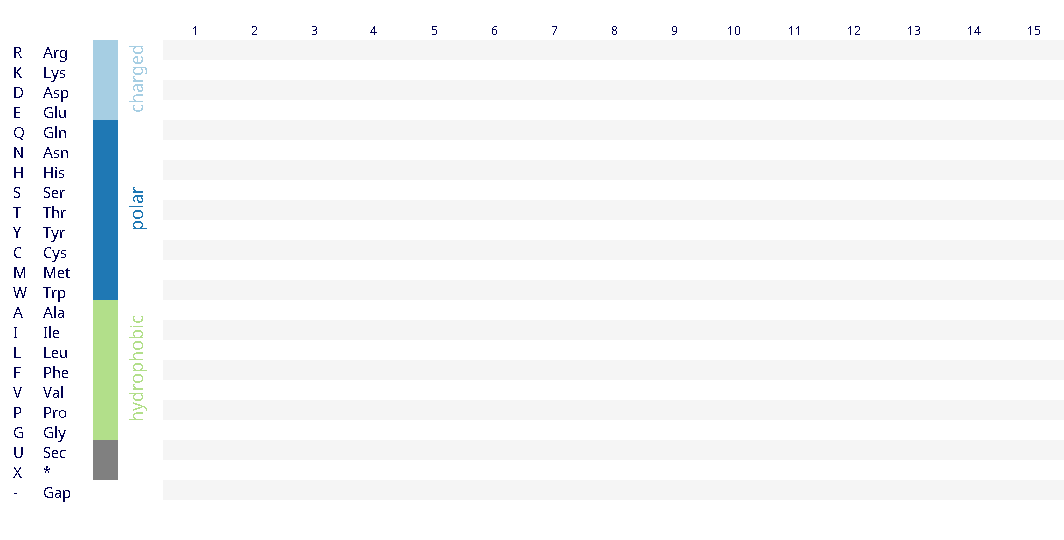 1 2 3 4 5 6 7 8 9 10 11 12 13 14 15
R Arg
K Lys
D Asp
E Glu
charged
Q Gln
N Asn
H His
S Ser
T Thr
Y Tyr
C Cys
M Met
W Trp
polar
A Ala
I Ile
L Leu
F Phe
V Val
P Pro
G Gly
hydrophobic
U Sec
X *
- Gap